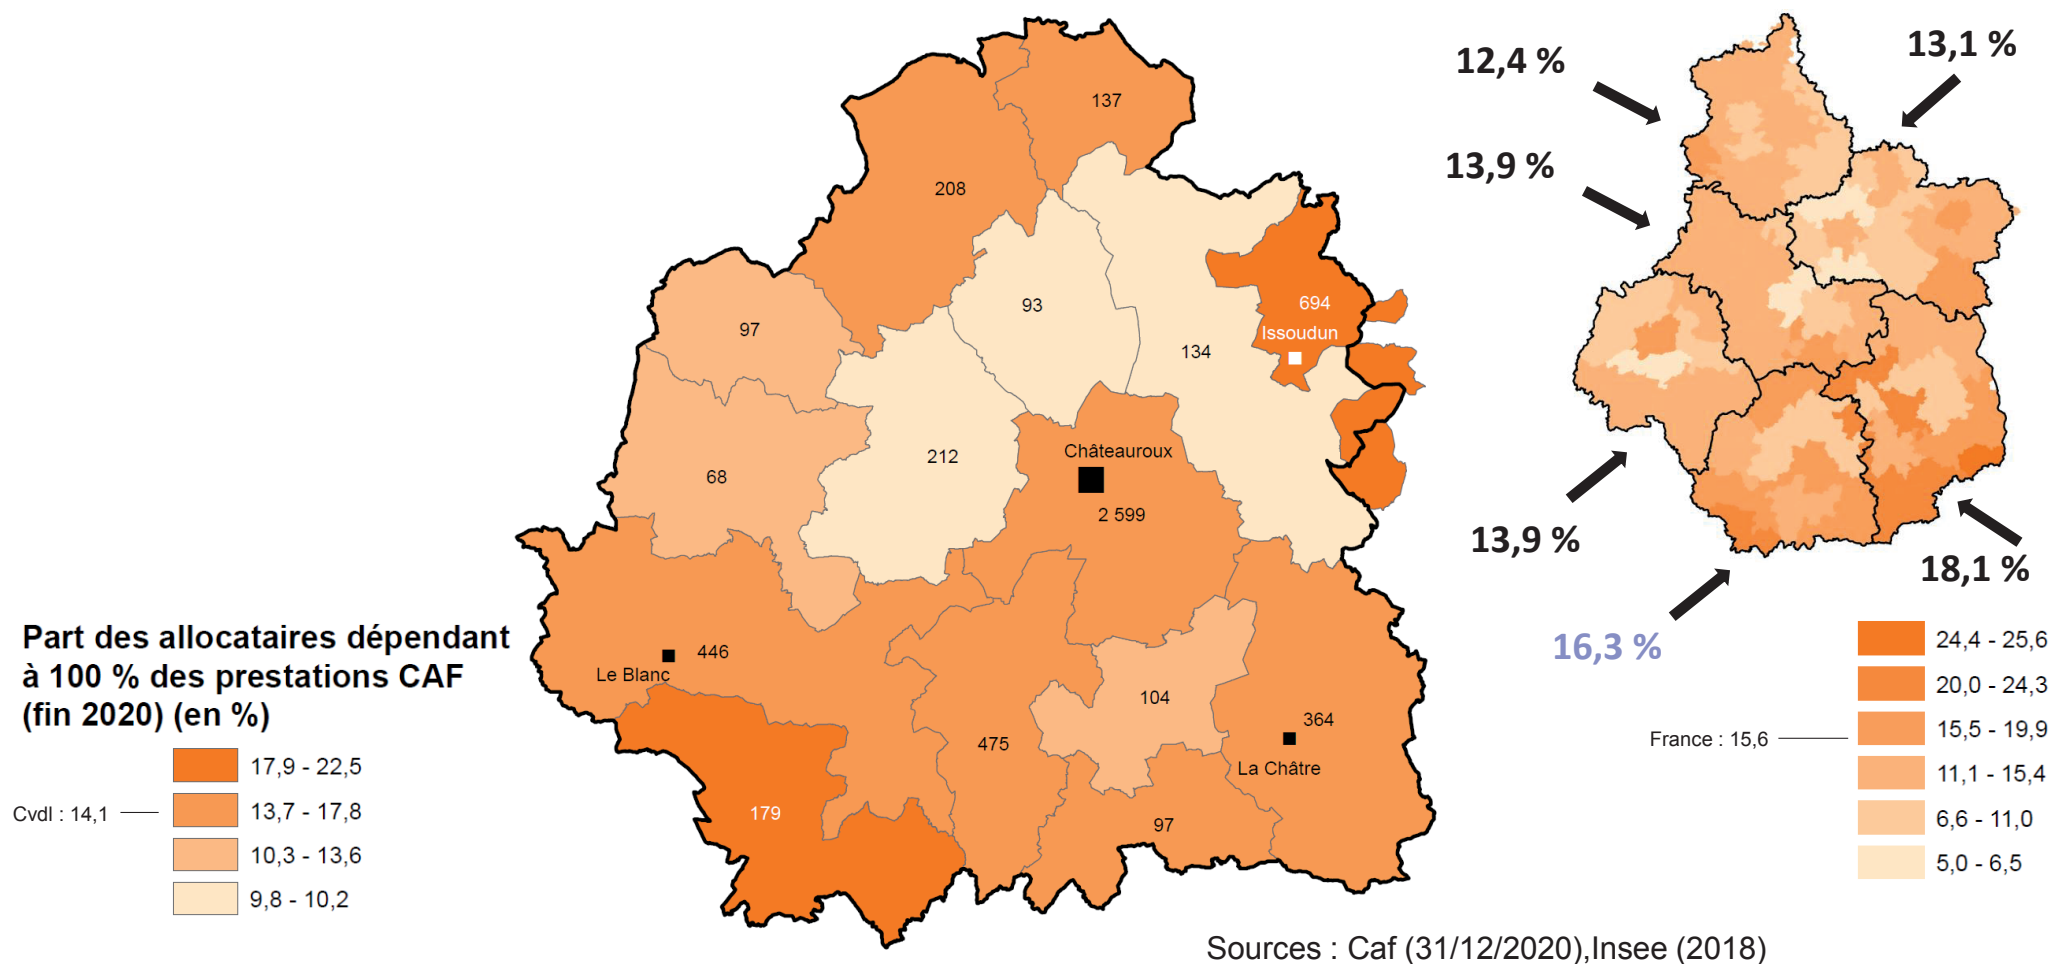 12,4 %
13,1 %
13,9 %
137
208
694
Issoudun
93
97
134
Châteauroux
212
68
2 599
13,9 %
18,1 %
16,3 %
Part des allocataires dépendant
à 100 % des prestations CAF
(fin 2020) (en %)
446
Le Blanc
104
364
La Châtre
475
179
97
17,9 - 22,5
Cvdl : 14,1
13,7 - 17,8
10,3 - 13,6
9,8 - 10,2
24,4 - 25,6
20,0 - 24,3
France : 15,6
15,5 - 19,9
11,1 - 15,4
6,6 - 11,0
5,0 - 6,5
Sources : Caf (31/12/2020),Insee (2018)